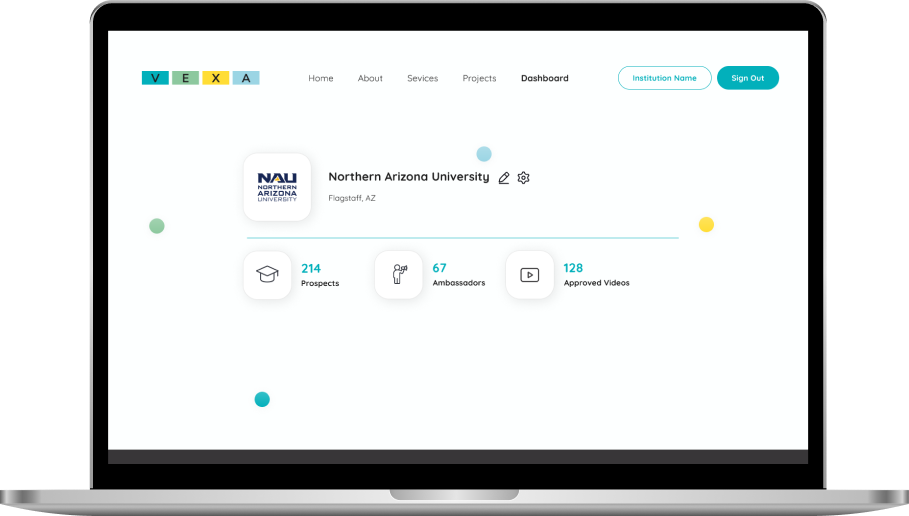 V E X A
Home About Sevices Projects Dashboard
Institution Name
Sign Out
NAU
NORTHERN
ARIZONA
UNIVERSITY
Northern Arizona University
Flagstaff, AZ
214
Prospects
67
Ambassadors
128
Approved Videos